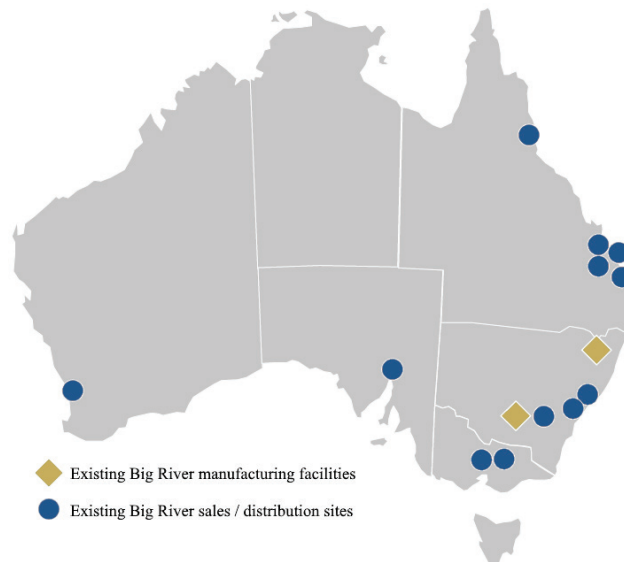 Existing Big River manufacturing facilities
Existing Big River sales / distribution sites